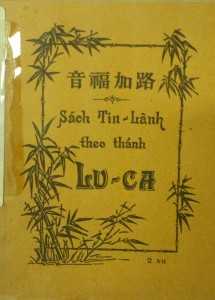 音福加路
Sách Tin-Lành
theo thánh
LU-CA
2 xu